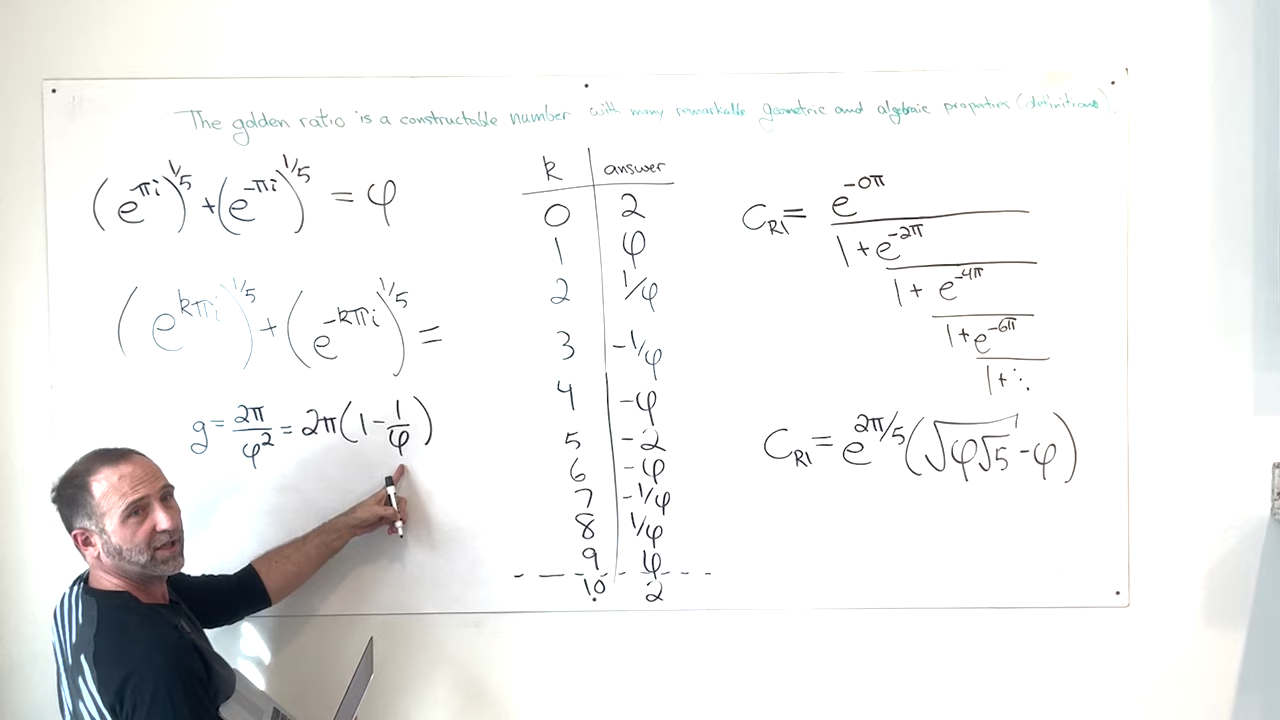 The golden ratio is a constructable number with many remarkable geometric and algebraic properties (definitions).
(e^{πi})^{1/5} + (e^{-πi})^{1/5} = φ
(e^{kπi})^{1/5} + (e^{-kπi})^{1/5} =
g = 2π/φ² = 2π(1 - 1/φ)
k answer
0 2
1 φ
2 1/φ
3 -1/φ
4 -φ
5 -2
6 -φ
7 -1/φ
8 1/φ
9 φ
10 2
C_{R1} = e^{-0π}
1 + e^{-2π}
1 + e^{-4π}
1 + e^{-6π}
1 + ⋱
C_{R1} = e^{2π/5}(√(φ√5) - φ)